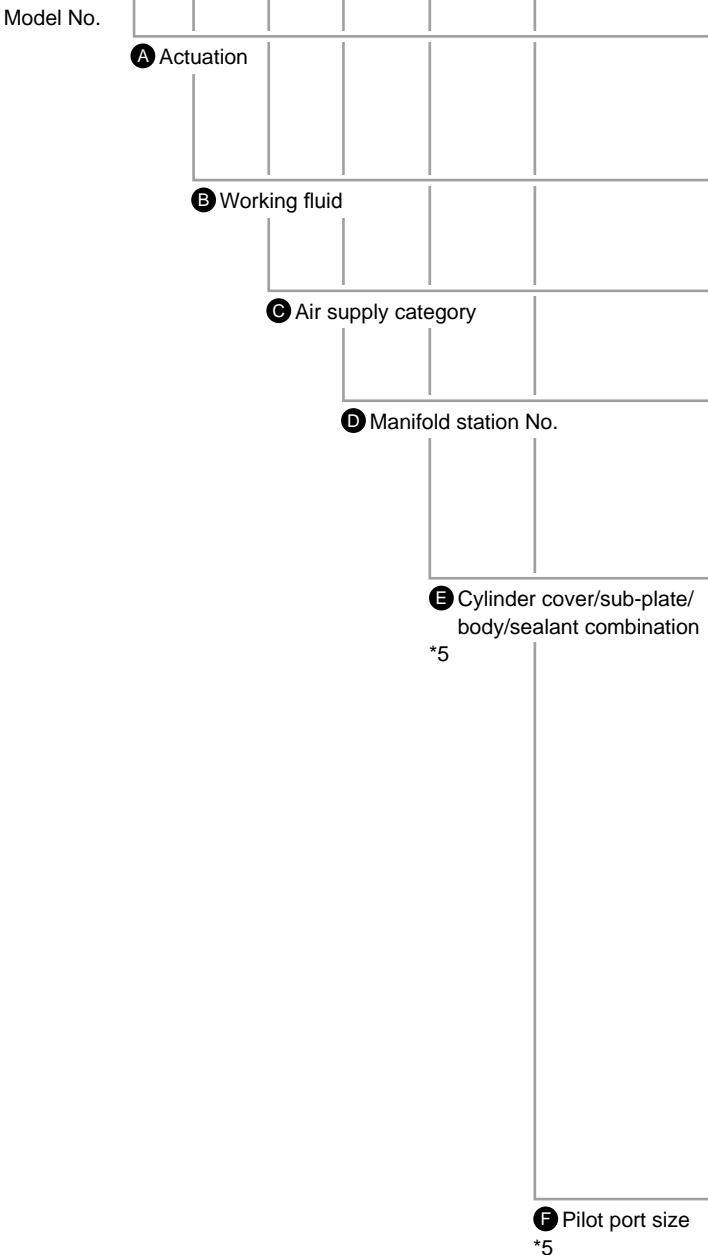 Model No.
A Actuation
B Working fluid
C Air supply category
D Manifold station No.
E Cylinder cover/sub-plate/
body/sealant combination
*5
F Pilot port size
*5